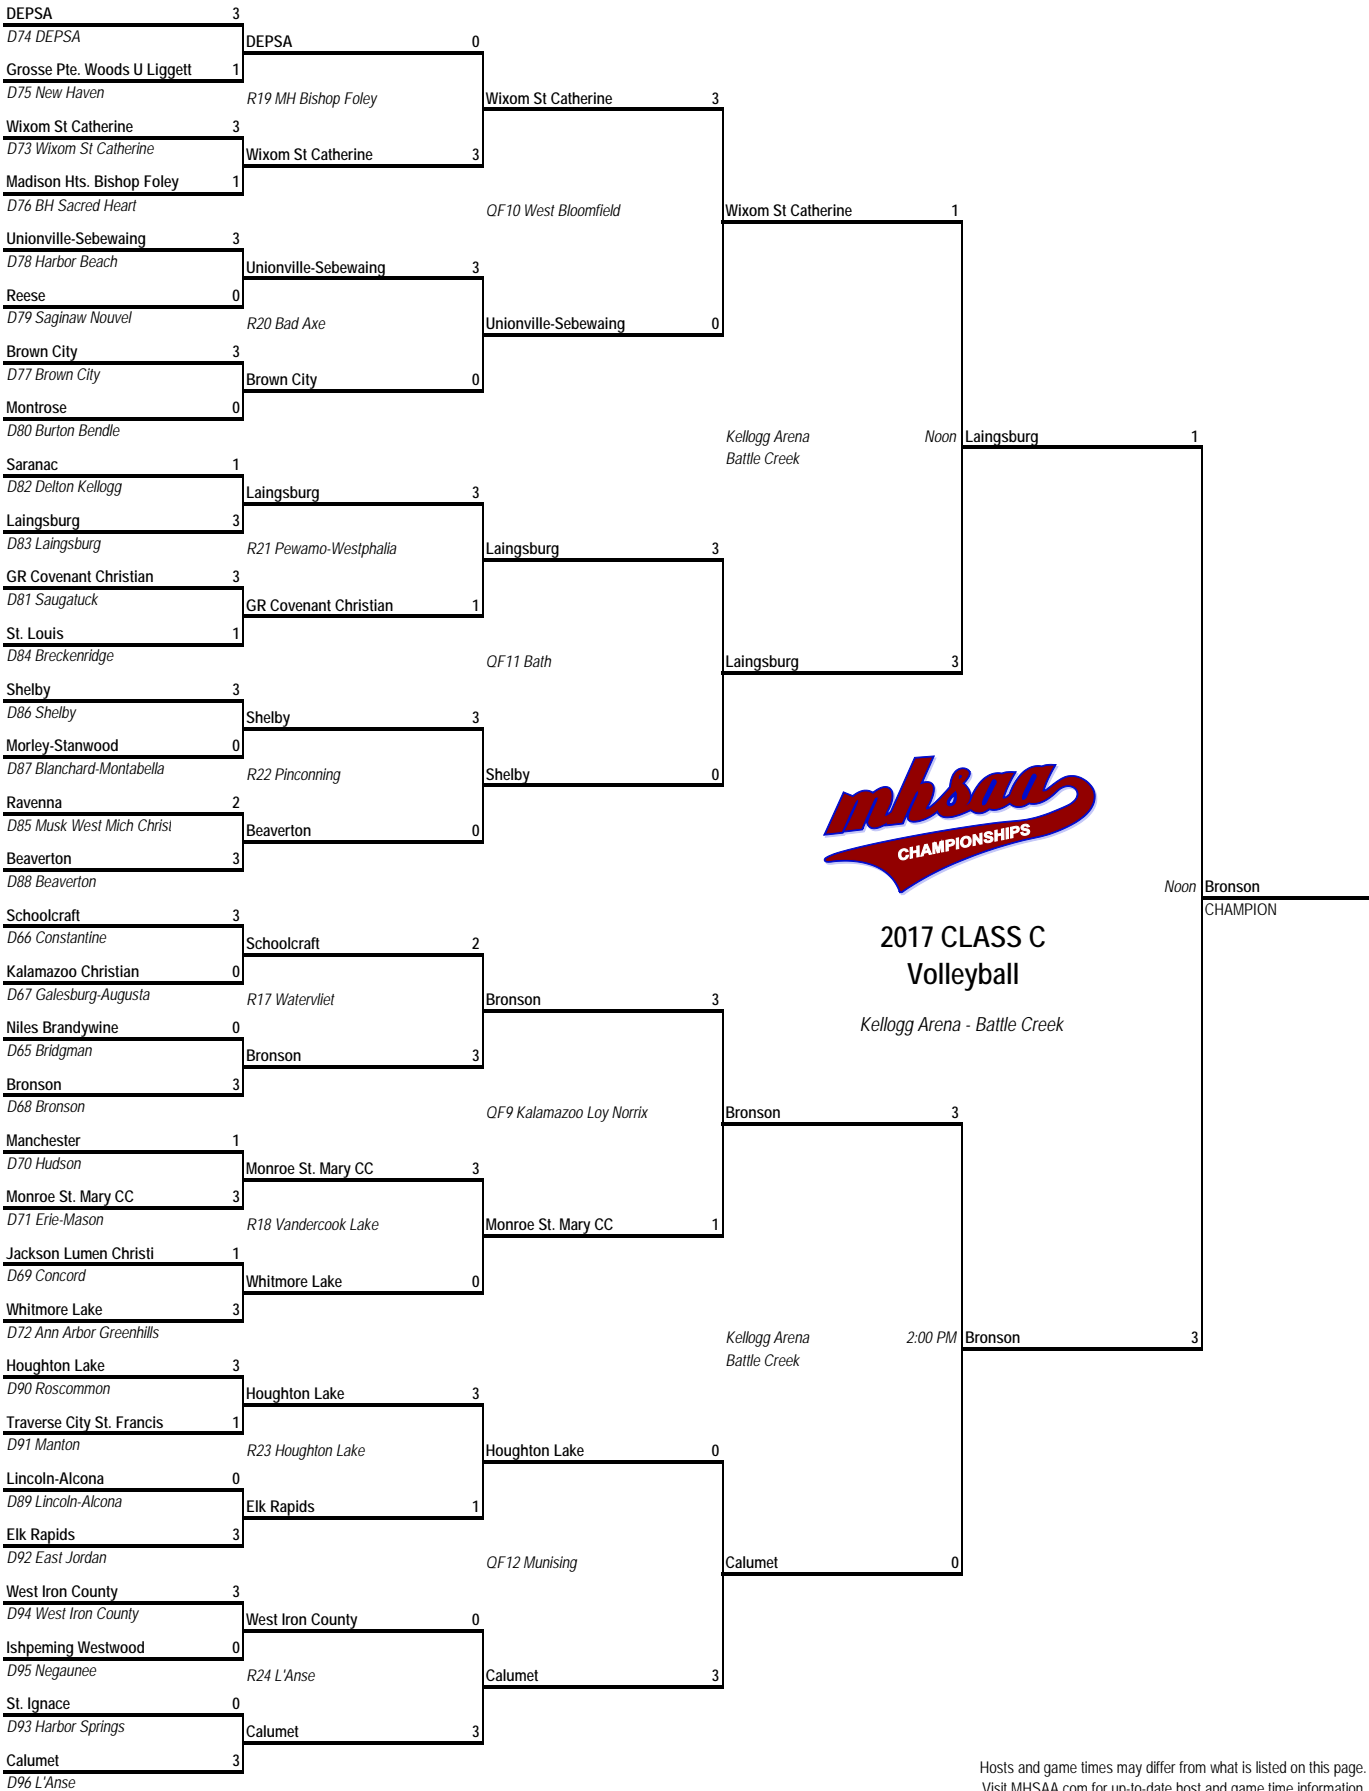 DEPSA 3
D74 DEPSA
Grosse Pte. Woods U Liggett 1
D75 New Haven
Wixom St Catherine 3
D73 Wixom St Catherine
Madison Hts. Bishop Foley 1
D76 BH Sacred Heart
Unionville-Sebewaing 3
D78 Harbor Beach
Reese 0
D79 Saginaw Nouvel
Brown City 3
D77 Brown City
Montrose 0
D80 Burton Bendle
Saranac 1
D82 Delton Kellogg
Laingsburg 3
D83 Laingsburg
GR Covenant Christian 3
D81 Saugatuck
St. Louis 1
D84 Breckenridge
Shelby 3
D86 Shelby
Morley-Stanwood 0
D87 Blanchard-Montabella
Ravenna 2
D85 Musk West Mich Christ
Beaverton 3
D88 Beaverton
Schoolcraft 3
D66 Constantine
Kalamazoo Christian 0
D67 Galesburg-Augusta
Niles Brandywine 0
D65 Bridgman
Bronson 3
D68 Bronson
Manchester 1
D70 Hudson
Monroe St. Mary CC 3
D71 Erie-Mason
Jackson Lumen Christi 1
D69 Concord
Whitmore Lake 3
D72 Ann Arbor Greenhills
Houghton Lake 3
D90 Roscommon
Traverse City St. Francis 1
D91 Manton
Lincoln-Alcona 0
D89 Lincoln-Alcona
Elk Rapids 3
D92 East Jordan
West Iron County 3
D94 West Iron County
Ishpeming Westwood 0
D95 Negaunee
St. Ignace 0
D93 Harbor Springs
Calumet 3
D96 L'Anse
DEPSA 0
R19 MH Bishop Foley
Wixom St Catherine 3
Unionville-Sebewaing 3
R20 Bad Axe
Brown City 0
Laingsburg 3
R21 Pewamo-Westphalia
GR Covenant Christian 1
Shelby 3
R22 Pinconning
Beaverton 0
Schoolcraft 2
R17 Watervliet
Bronson 3
Monroe St. Mary CC 3
R18 Vandercook Lake
Whitmore Lake 0
Houghton Lake 3
R23 Houghton Lake
Elk Rapids 1
West Iron County 0
R24 L'Anse
Calumet 3
Wixom St Catherine 3
QF10 West Bloomfield
Unionville-Sebewaing 0
Laingsburg 3
QF11 Bath
Shelby 0
Bronson 3
QF9 Kalamazoo Loy Norrix
Monroe St. Mary CC 1
Houghton Lake 0
QF12 Munising
Calumet 3
Wixom St Catherine 1
Kellogg Arena Noon
Battle Creek
Laingsburg 3
Bronson 3
Kellogg Arena 2:00 PM
Battle Creek
Calumet 0
Laingsburg 1
mhsaa
CHAMPIONSHIPS
2017 CLASS C
Volleyball
Kellogg Arena - Battle Creek
Bronson 3
Noon Bronson
CHAMPION
Hosts and game times may differ from what is listed on this page.
Visit MHSAA.com for up-to-date host and game time information.